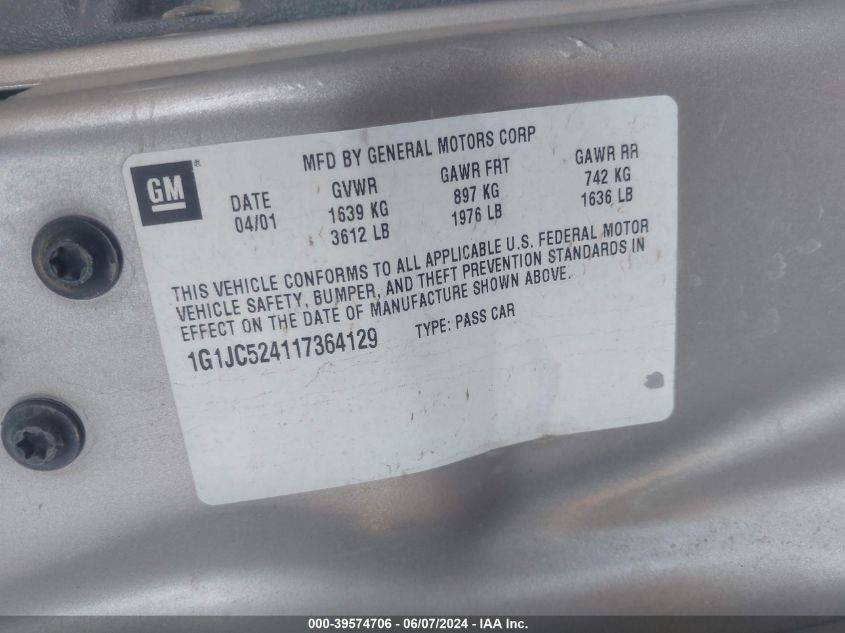 MFD BY GENERAL MOTORS CORP
GM®
DATE GVWR GAWR FRT GAWR RR
04/01 1639 KG 897 KG 742 KG
3612 LB 1976 LB 1636 LB
THIS VEHICLE CONFORMS TO ALL APPLICABLE U.S. FEDERAL MOTOR
VEHICLE SAFETY, BUMPER, AND THEFT PREVENTION STANDARDS IN
EFFECT ON THE DATE OF MANUFACTURE SHOWN ABOVE.
1G1JC524117364129 TYPE: PASS CAR
000-39574706 - 06/07/2024 - IAA Inc.